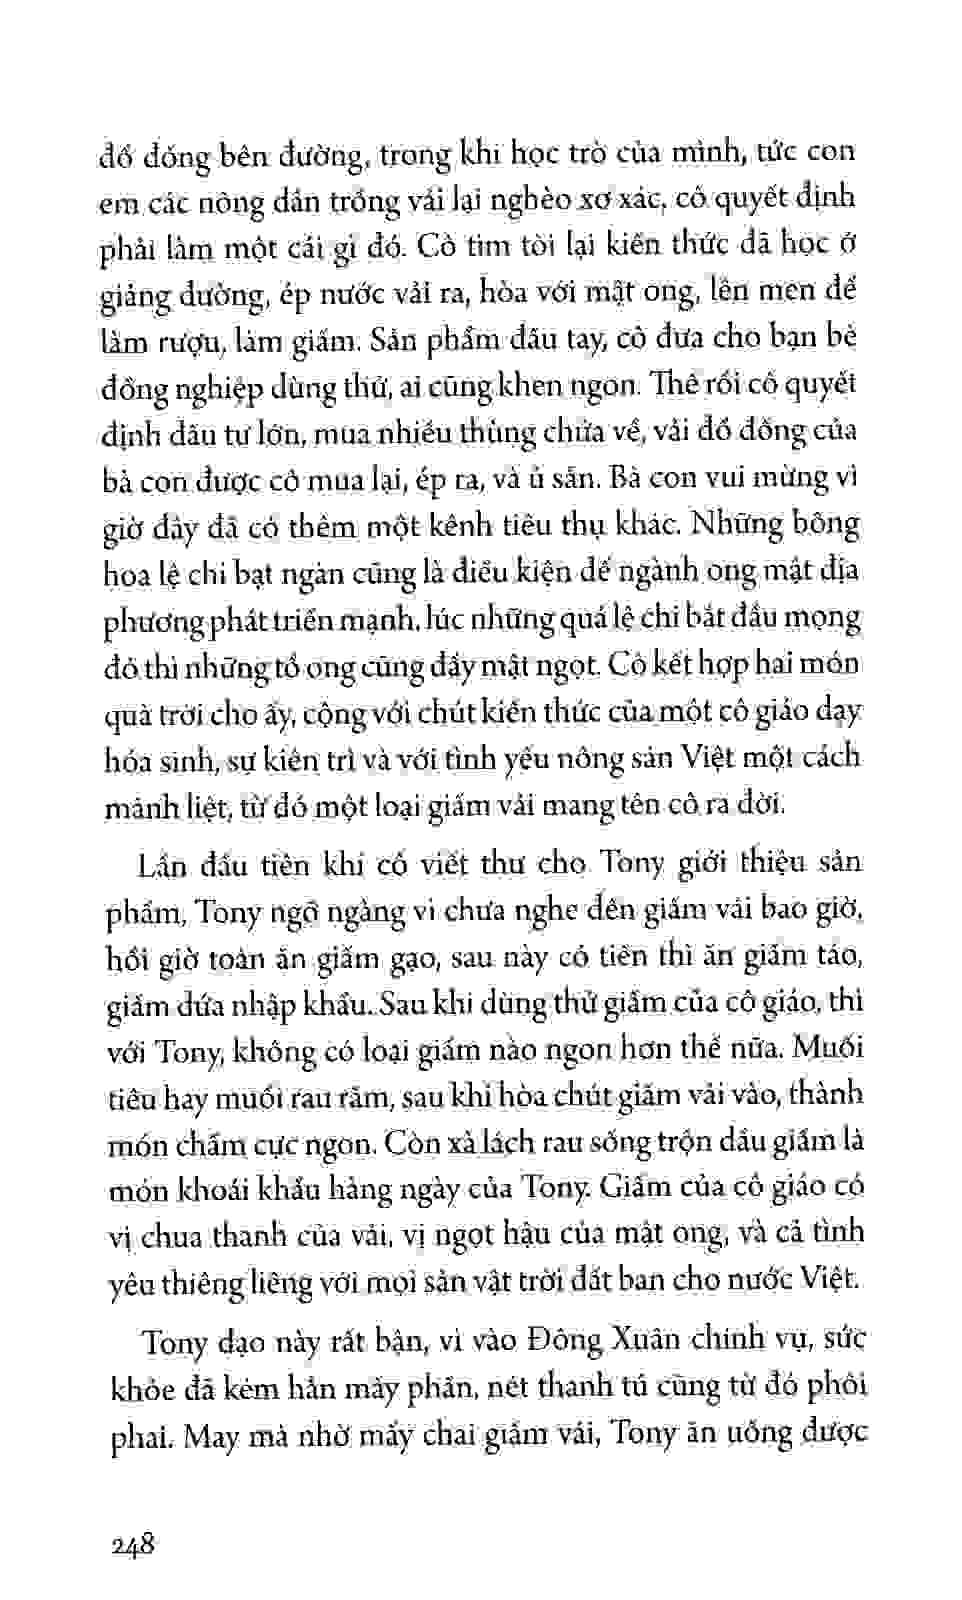 đổ đống bên đường, trong khi học trò của mình, tức con
em các nông dân trồng vải lại nghèo xơ xác, cô quyết định
phải làm một cái gì đó. Cô tìm tòi lại kiến thức đã học ở
giảng đường, ép nước vải ra, hòa với mật ong, lên men để
làm rượu, làm giấm. Sản phẩm đầu tay, cô đưa cho bạn bè
đồng nghiệp dùng thử, ai cũng khen ngon. Thế rồi cô quyết
định đầu tư lớn, mua nhiều thùng chứa về, vải đổ đống của
bà con được cô mua lại, ép ra, và ủ sẵn. Bà con vui mừng vì
giờ đây đã có thêm một kênh tiêu thụ khác. Những bông
hoa lệ chi bạt ngàn cũng là điều kiện để ngành ong mật địa
phương phát triển mạnh, lúc những quả lệ chi bắt đầu mọng
đỏ thì những tổ ong cũng đầy mật ngọt. Cô kết hợp hai món
quà trời cho ấy, cộng với chút kiến thức của một cô giáo dạy
hóa sinh, sự kiên trì và với tình yêu nông sản Việt một cách
mãnh liệt, từ đó một loại giấm vải mang tên cô ra đời.
Lần đầu tiên khi cô viết thư cho Tony giới thiệu sản
phẩm, Tony ngỡ ngàng vì chưa nghe đến giấm vải bao giờ,
hồi giờ toàn ăn giấm gạo, sau này có tiền thì ăn giấm táo,
giấm dứa nhập khẩu. Sau khi dùng thử giấm của cô giáo, thì
với Tony, không có loại giấm nào ngon hơn thế nữa. Muối
tiêu hay muối rau răm, sau khi hòa chút giấm vải vào, thành
món chấm cực ngon. Còn xà lách rau sống trộn dầu giấm là
món khoái khẩu hàng ngày của Tony. Giấm của cô giáo có
vị chua thanh của vải, vị ngọt hậu của mật ong, và cả tình
yêu thiêng liêng với mọi sản vật trời đất ban cho nước Việt.
Tony dạo này rất bận, vì vào Đông Xuân chính vụ, sức
khỏe đã kém hẳn mấy phần, nét thanh tú cũng từ đó phôi
phai. May mà nhờ mấy chai giấm vải, Tony ăn uống được
248